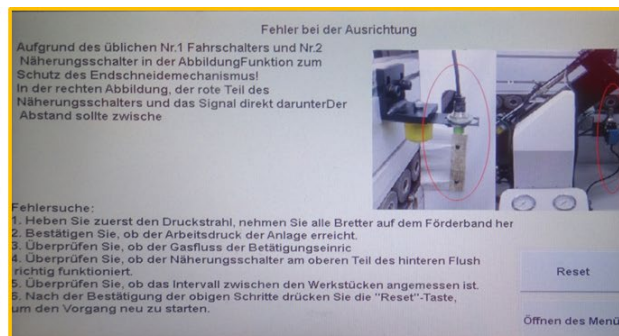 Fehler bei der Ausrichtung
Aufgrund des üblichen Nr.1 Fahrschalters und Nr.2
Näherungsschalter in der AbbildungFunktion zum
Schutz des Endschneidemechanismus!
In der rechten Abbildung, der rote Teil des
Näherungsschalters und das Signal direkt darunterDer
Abstand sollte zwische
Fehlersuche:
1. Heben Sie zuerst den Druckstrahl, nehmen Sie alle Bretter auf dem Förderband her
2. Bestätigen Sie, ob der Arbeitsdruck der Anlage erreicht.
3. Überprüfen Sie, ob der Gasfluss der Betätigungseinric
4. Überprüfen Sie, ob der Näherungsschalter am oberen Teil des hinteren Flush
richtig funktioniert.
5. Überprüfen Sie, ob das Intervall zwischen den Werkstücken angemessen ist.
6. Nach der Bestätigung der obigen Schritte drücken Sie die "Reset"-Taste,
um den Vorgang neu zu starten.
Reset
Öffnen des Menü